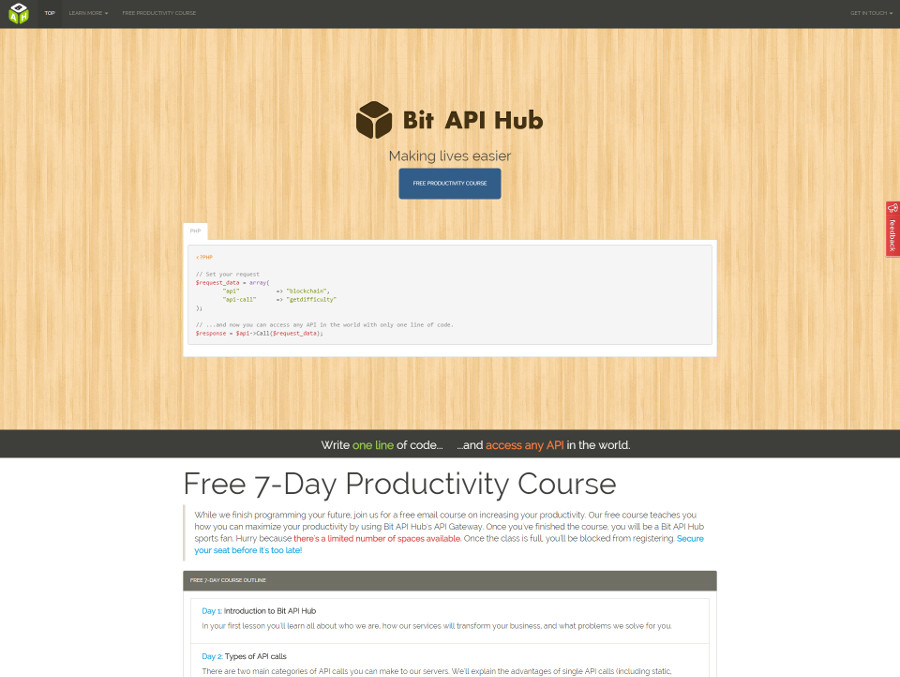 TOP
LEARN MORE
FREE PRODUCTIVITY COURSE
GET IN TOUCH
Bit API Hub
Making lives easier
FREE PRODUCTIVITY COURSE
feedback
PHP
// Set your request
$request_data = array(
"api" => "blockchain",
"api-call" => "getdifficulty"
);
// ...and now you can access any API in the world with only one line of code.
$response = $api->Call($request_data);
Write one line of code... ...and access any API in the world.
Free 7-Day Productivity Course
While we finish programming your future, join us for a free email course on increasing your productivity. Our free course teaches you
how you can maximize your productivity by using Bit API Hub's API Gateway. Once you've finished the course, you will be a Bit API Hub
sports fan. Hurry because there's a limited number of spaces available. Once the class is full, you'll be blocked from registering. Secure
your seat before it's too late!
FREE 7-DAY COURSE OUTLINE
Day 1: Introduction to Bit API Hub
In your first lesson you'll learn all about who we are, how our services will transform your business, and what problems we solve for you.
Day 2: Types of API calls
There are two main categories of API calls you can make to our servers. We'll explain the advantages of single API calls (including static,